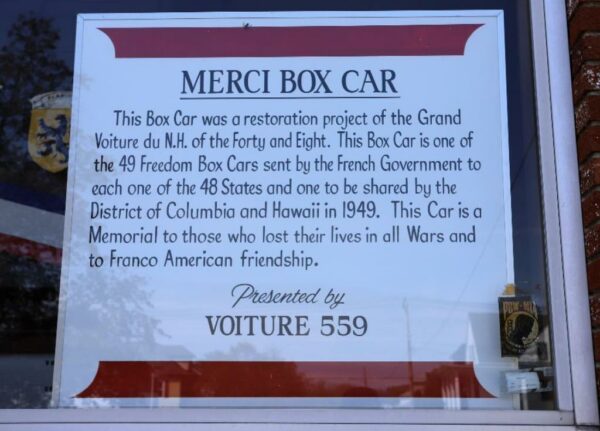 MERCI BOX CAR
This Box Car was a restoration project of the Grand
Voiture du N.H. of the Forty and Eight. This Box Car is one of
the 49 Freedom Box Cars sent by the French Government to
each one of the 48 States and one to be shared by the
District of Columbia and Hawaii in 1949. This Car is a
Memorial to those who lost their lives in all Wars and
to Franco American friendship.
Presented by
VOITURE 559
POW-MIA